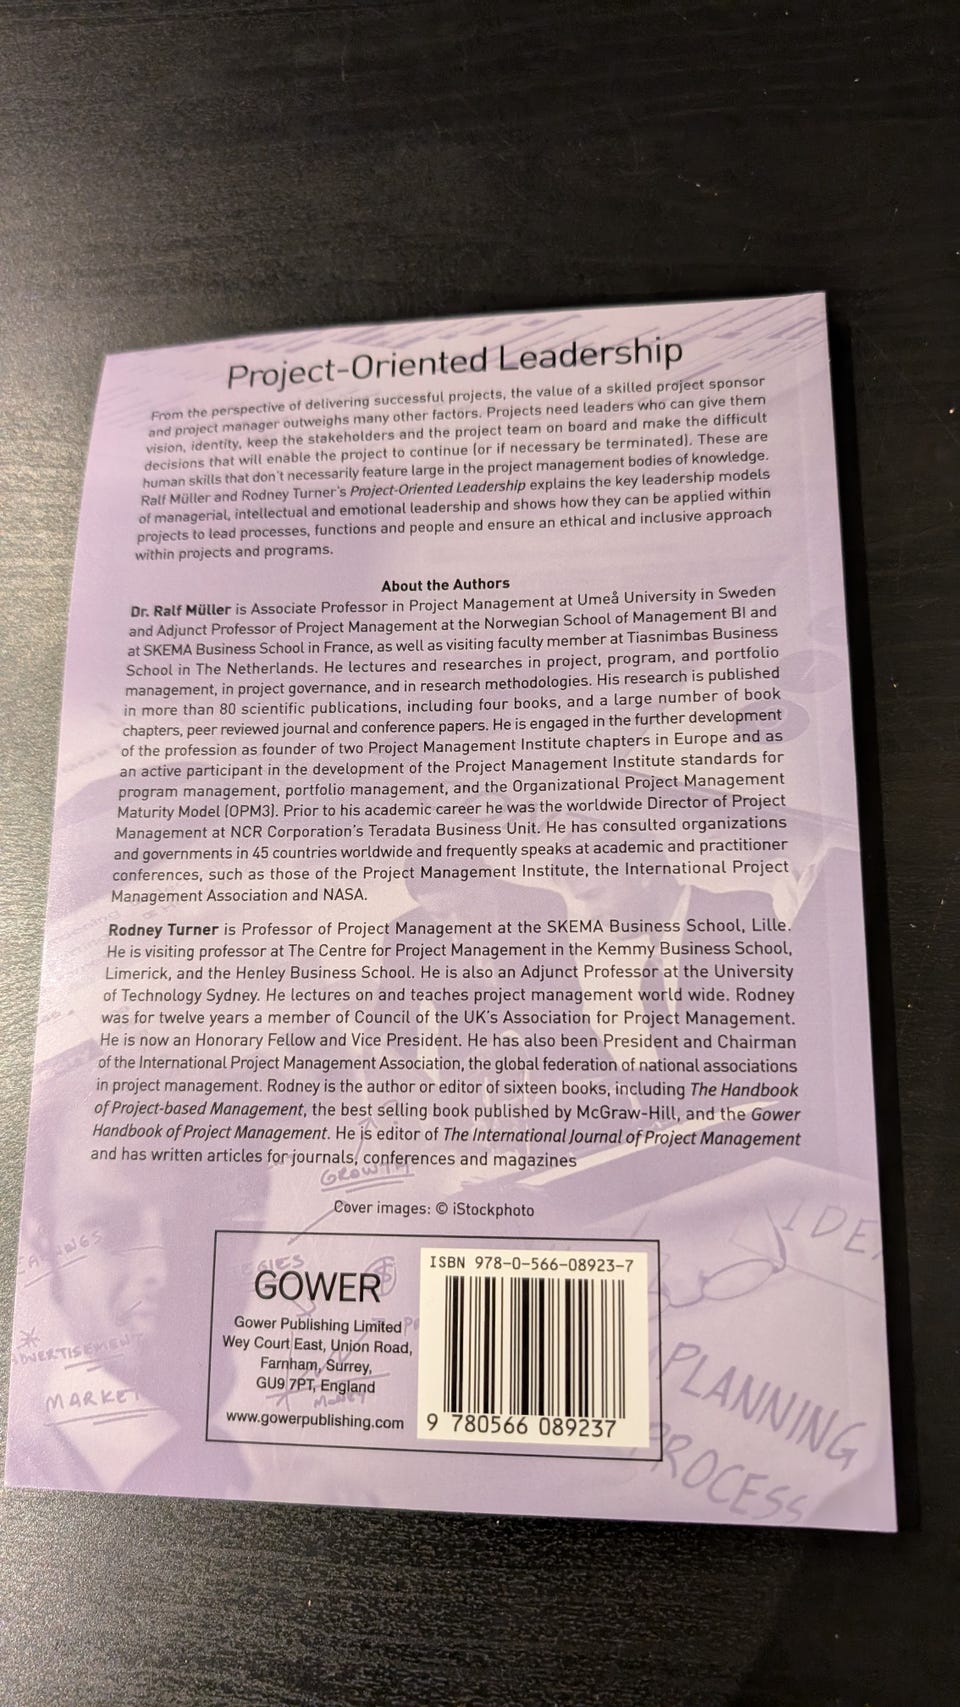 Project-Oriented Leadership
From the perspective of delivering successful projects, the value of a skilled project sponsor
and project manager outweighs many other factors. Projects need leaders who can give them
vision, identity, keep the stakeholders and the project team on board and make the difficult
decisions that will enable the project to continue (or if necessary be terminated). These are
human skills that don't necessarily feature large in the project management bodies of knowledge.
Ralf Müller and Rodney Turner's Project-Oriented Leadership explains the key leadership models
of managerial, intellectual and emotional leadership and shows how they can be applied within
projects to lead processes, functions and people and ensure an ethical and inclusive approach
within projects and programs.
About the Authors
Dr. Ralf Müller is Associate Professor in Project Management at Umeå University in Sweden
and Adjunct Professor of Project Management at the Norwegian School of Management BI and
at SKEMA Business School in France, as well as visiting faculty member at Tiasnimbas Business
School in The Netherlands. He lectures and researches in project, program, and portfolio
management, in project governance, and in research methodologies. His research is published
in more than 80 scientific publications, including four books, and a large number of book
chapters, peer reviewed journal and conference papers. He is engaged in the further development
of the profession as founder of two Project Management Institute chapters in Europe and as
an active participant in the development of the Project Management Institute standards for
program management, portfolio management, and the Organizational Project Management
Maturity Model (OPM3). Prior to his academic career he was the worldwide Director of Project
Management at NCR Corporation's Teradata Business Unit. He has consulted organizations
and governments in 45 countries worldwide and frequently speaks at academic and practitioner
conferences, such as those of the Project Management Institute, the International Project
Management Association and NASA.
Rodney Turner is Professor of Project Management at the SKEMA Business School, Lille.
He is visiting professor at The Centre for Project Management in the Kemmy Business School,
Limerick, and the Henley Business School. He is also an Adjunct Professor at the University
of Technology Sydney. He lectures on and teaches project management world wide. Rodney
was for twelve years a member of Council of the UK's Association for Project Management.
He is now an Honorary Fellow and Vice President. He has also been President and Chairman
of the International Project Management Association, the global federation of national associations
in project management. Rodney is the author or editor of sixteen books, including The Handbook
of Project-based Management, the best selling book published by McGraw-Hill, and the Gower
Handbook of Project Management. He is editor of The International Journal of Project Management
and has written articles for journals, conferences and magazines
GROWTH
Cover images: © iStockphoto
GOWER
Gower Publishing Limited
Wey Court East, Union Road,
Farnham, Surrey,
GU9 7PT, England
www.gowerpublishing.com
ISBN 978-0-566-08923-7
9 780566 089237
MARKET
PLANNING
PROCESS